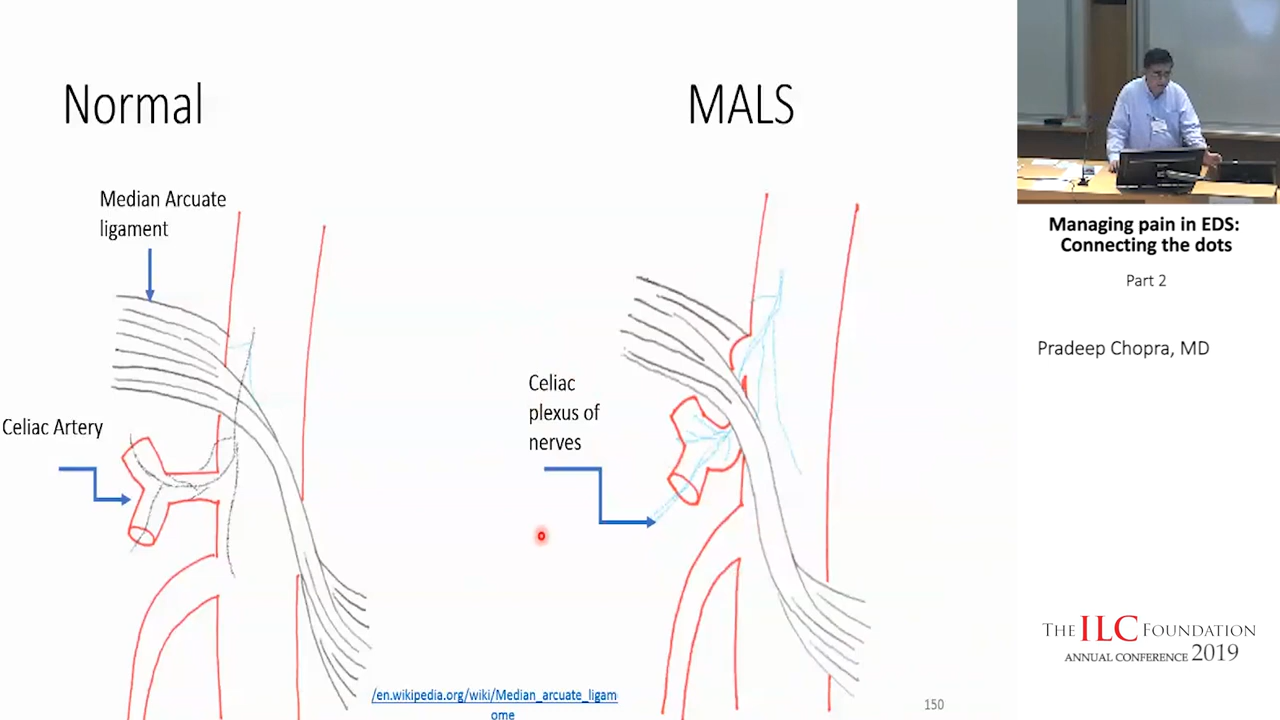 Normal
MALS
Median Arcuate
ligament
Celiac Artery
Celiac
plexus of
nerves
/en.wikipedia.org/wiki/Median_arcuate_ligam
ome
150
Managing pain in EDS:
Connecting the dots
Part 2
Pradeep Chopra, MD
THE ILC FOUNDATION
ANNUAL CONFERENCE 2019